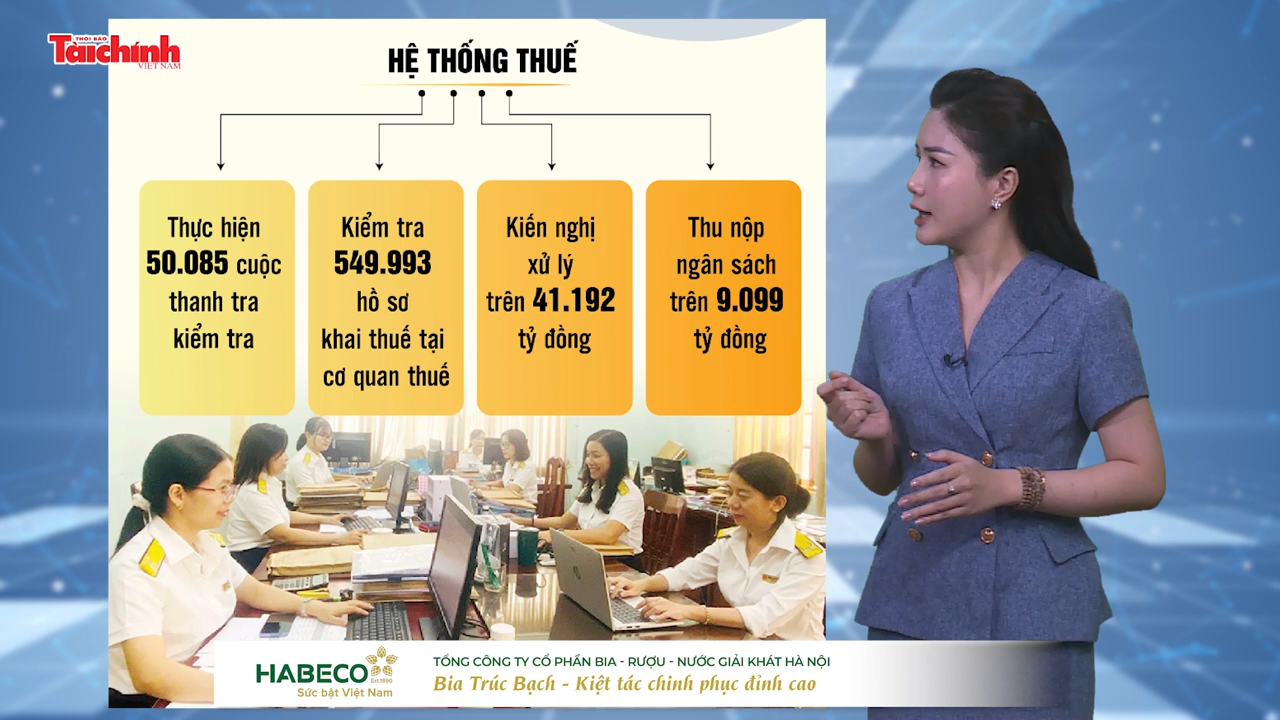 THỜI BÁO
Tàichính
VIỆT NAM
HỆ THỐNG THUẾ
Thực hiện
50.085 cuộc
thanh tra
kiểm tra
Kiểm tra
549.993
hồ sơ
khai thuế tại
cơ quan thuế
Kiến nghị
xử lý
trên 41.192
tỷ đồng
Thu nộp
ngân sách
trên 9.099
tỷ đồng
HABECO
Est.1890
Sức bật Việt Nam
TỔNG CÔNG TY CỔ PHẦN BIA - RƯỢU - NƯỚC GIẢI KHÁT HÀ NỘI
Bia Trúc Bạch - Kiệt tác chinh phục đỉnh cao